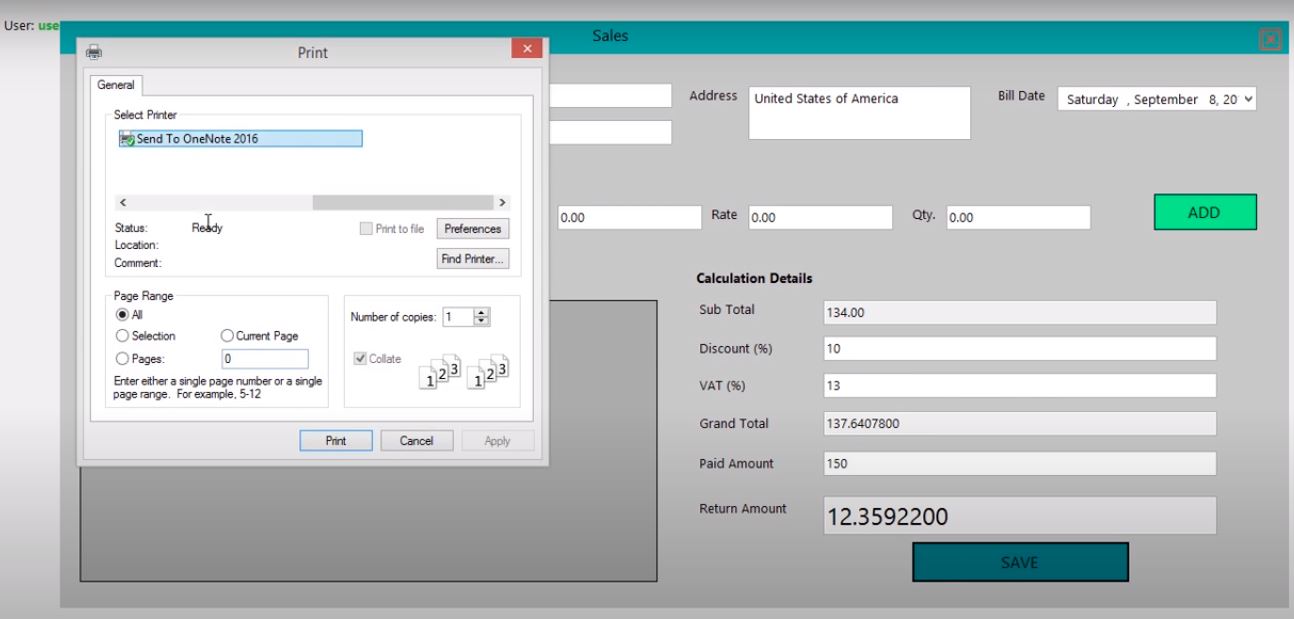 User: use
Sales
Print
General
Select Printer
Send To OneNote 2016
Status: Ready
Location:
Comment:
Print to file
Preferences
Find Printer...
Page Range
All
Selection
Current Page
Pages: 0
Enter either a single page number or a single
page range. For example, 5-12
Number of copies: 1
Collate
1 2 3 1 2 3
Print Cancel Apply
Address United States of America
Bill Date Saturday , September 8, 20
0.00 Rate 0.00 Qty. 0.00 ADD
Calculation Details
Sub Total 134.00
Discount (%) 10
VAT (%) 13
Grand Total 137.6407800
Paid Amount 150
Return Amount 12.3592200
SAVE